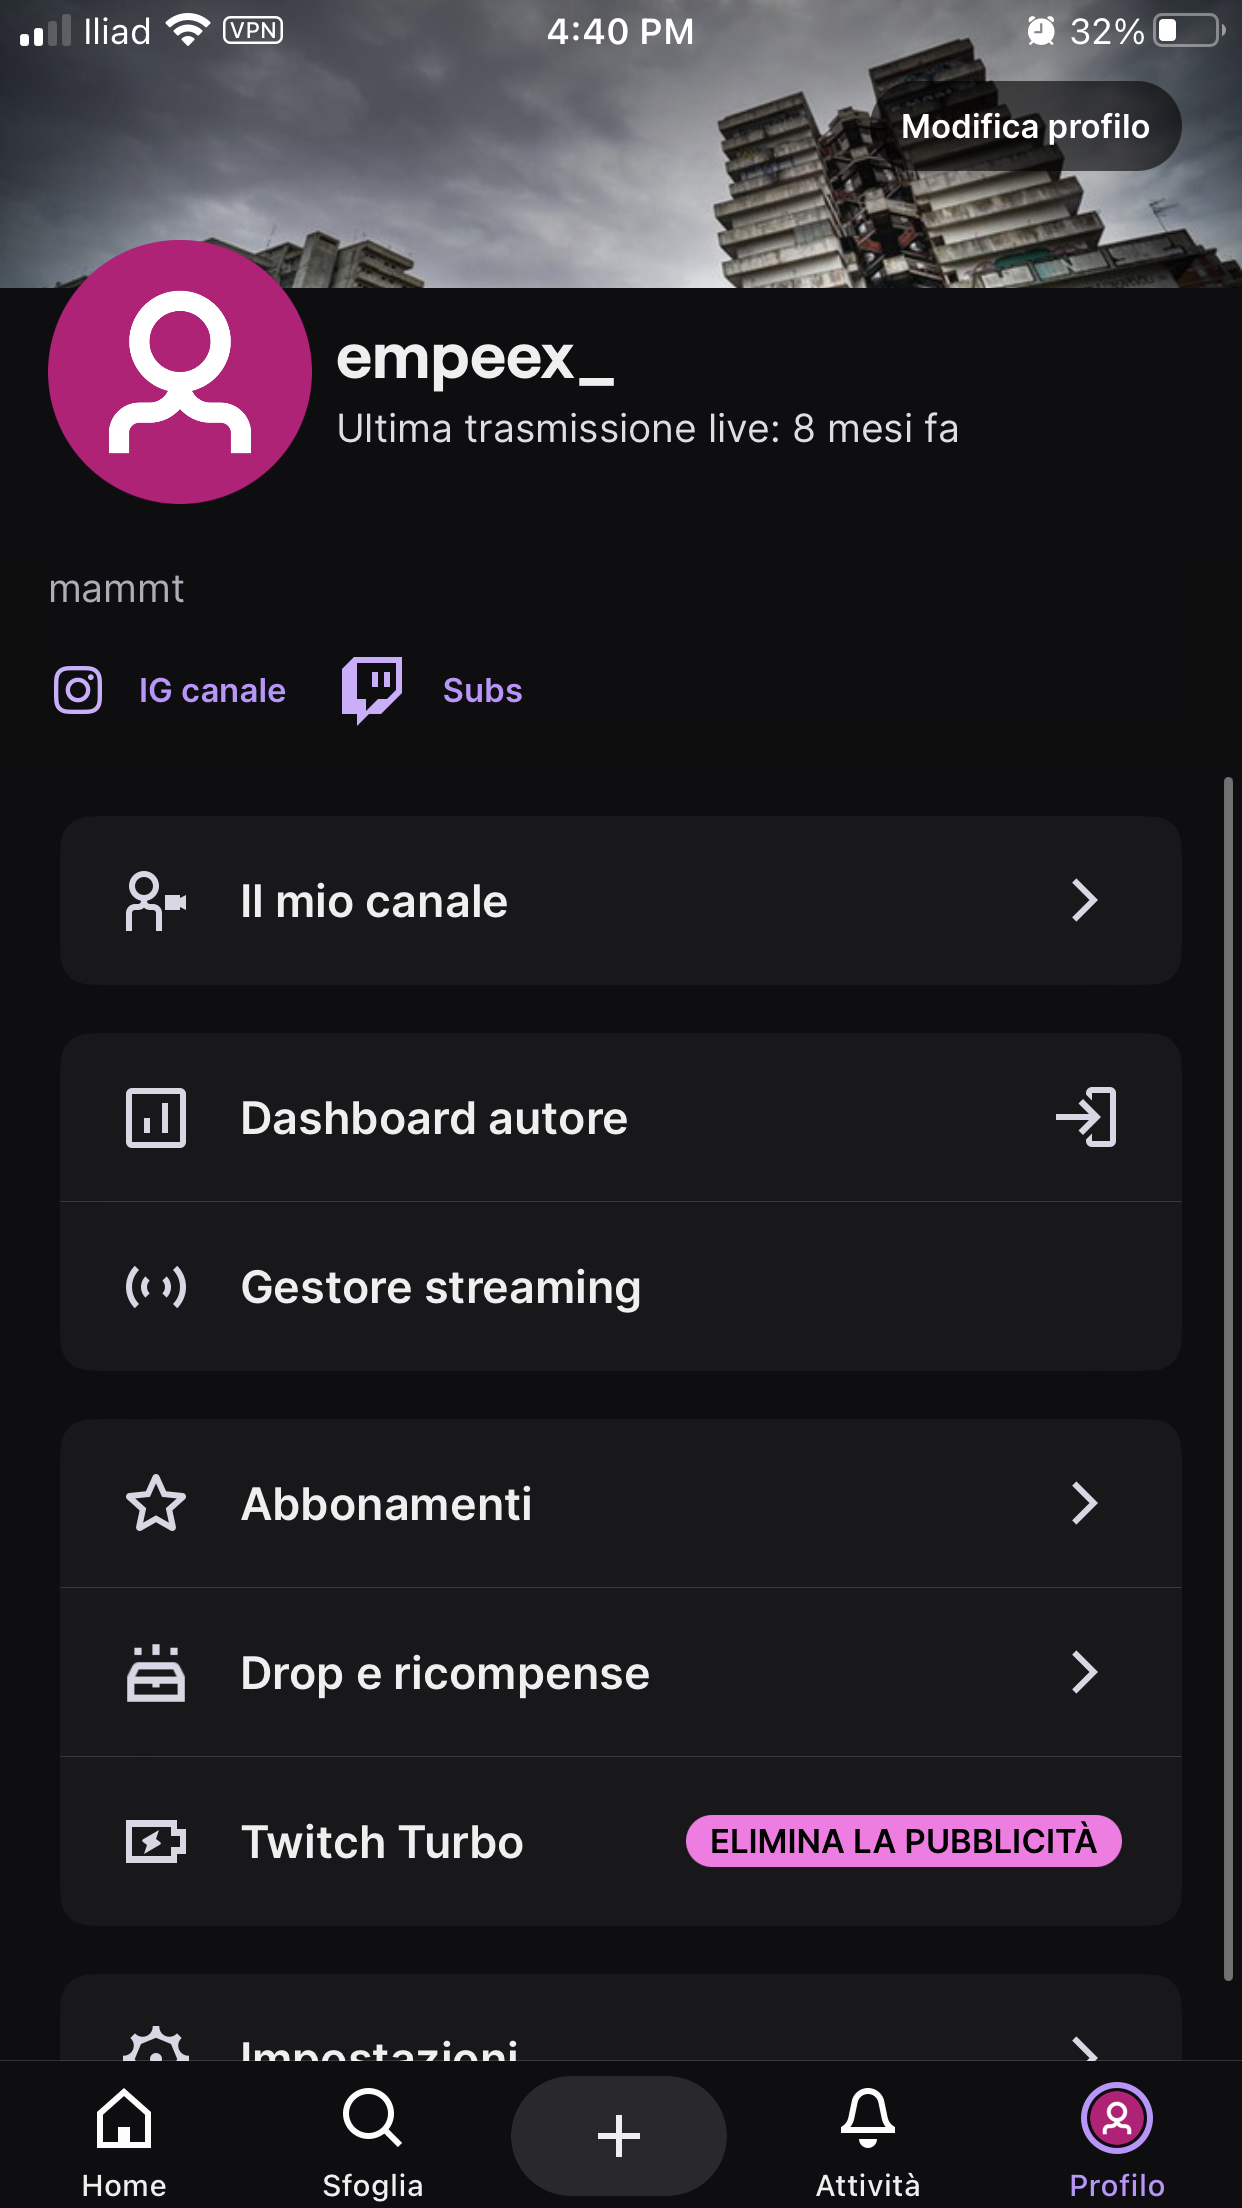 Iliad VPN 4:40 PM 32%
Modifica profilo
empeex_
Ultima trasmissione live: 8 mesi fa
mammt
IG canale Subs
Il mio canale
Dashboard autore
Gestore streaming
Abbonamenti
Drop e ricompense
Twitch Turbo ELIMINA LA PUBBLICITÀ
Impostazioni
Home Sfoglia Attività Profilo